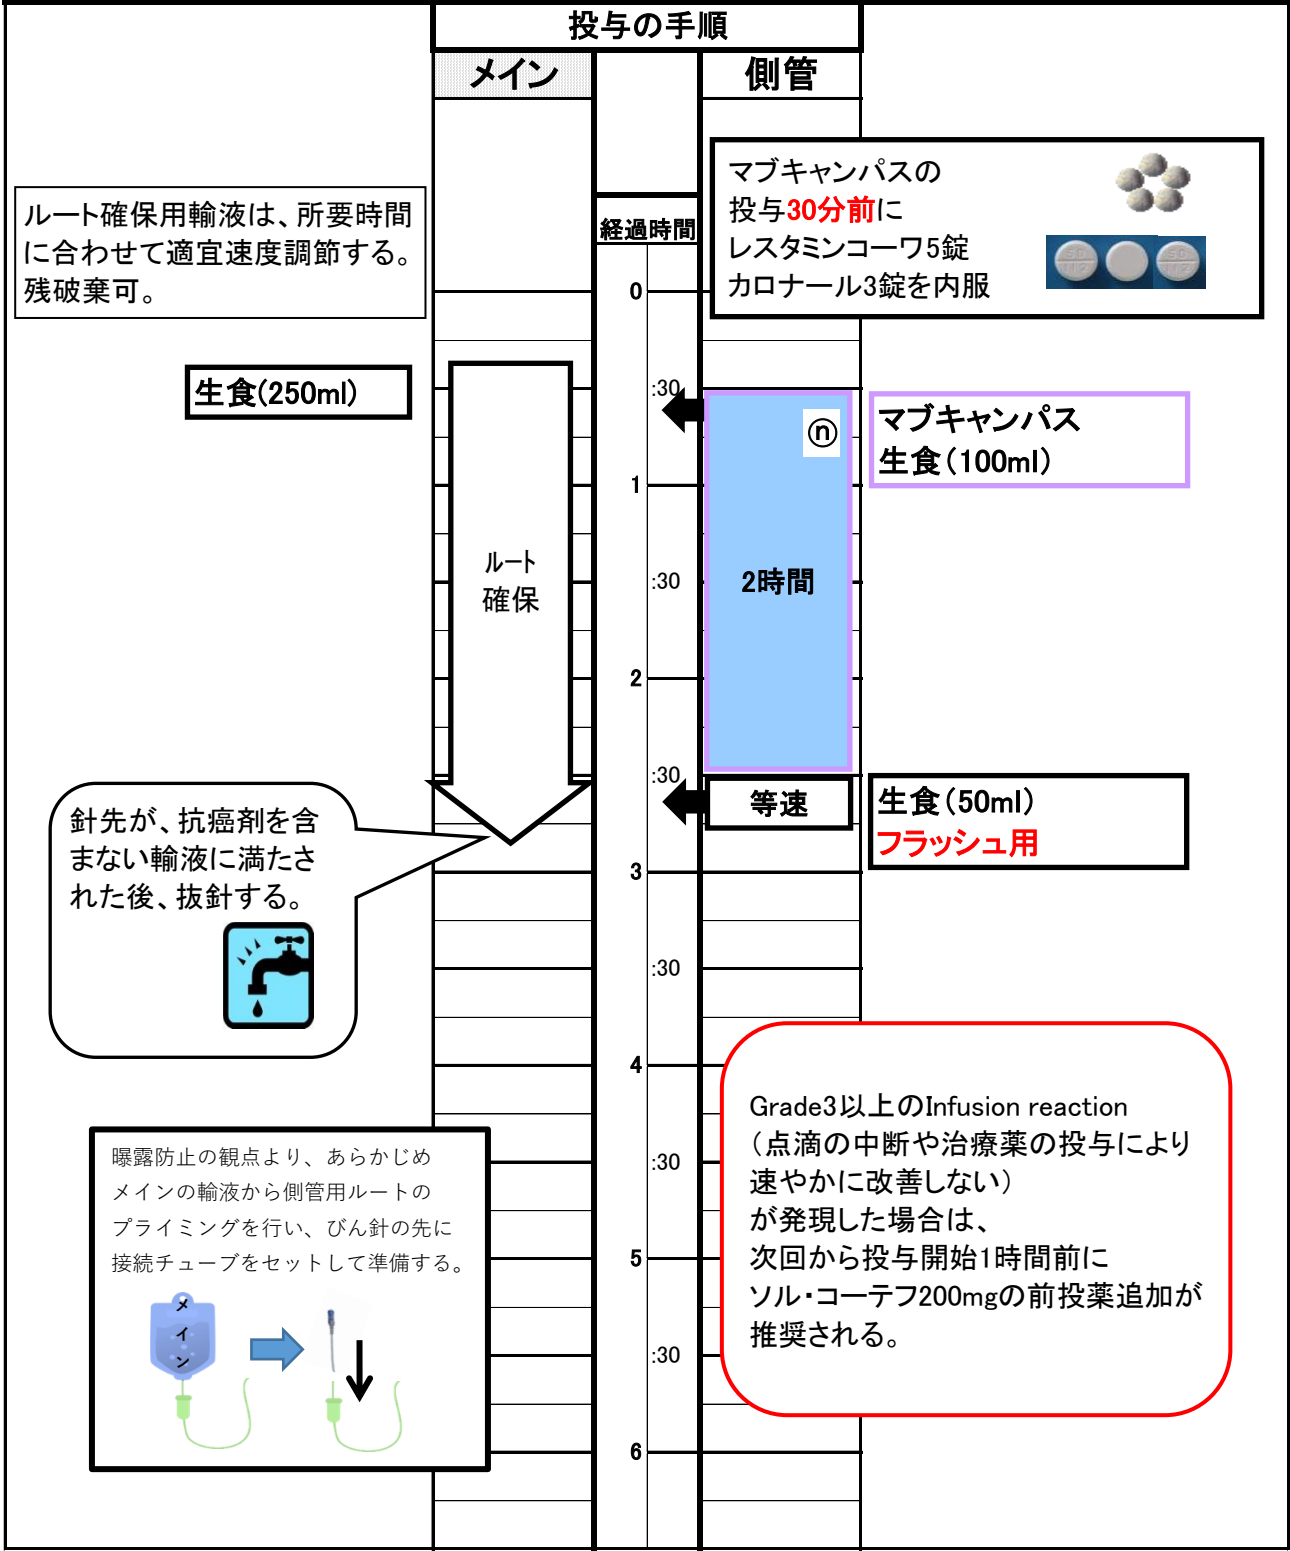 投与の手順
メイン
側管
マブキャンパスの
投与30分前に
レスタミンコーワ5錠
カロナール3錠を内服
ルート確保用輸液は、所要時間
に合わせて適宜速度調節する。
残破棄可。
経過時間
0
生食(250ml)
:30
ⓝ
マブキャンパス
生食(100ml)
1
ルート
確保
:30
2時間
2
:30
等速
生食(50ml)
フラッシュ用
針先が、抗癌剤を含
まない輸液に満たさ
れた後、抜針する。
3
:30
4
Grade3以上のInfusion reaction
(点滴の中断や治療薬の投与により
速やかに改善しない)
が発現した場合は、
次回から投与開始1時間前に
ソル・コーテフ200mgの前投薬追加が
推奨される。
曝露防止の観点より、あらかじめ
メインの輸液から側管用ルートの
プライミングを行い、びん針の先に
接続チューブをセットして準備する。
:30
5
メイン
:30
6